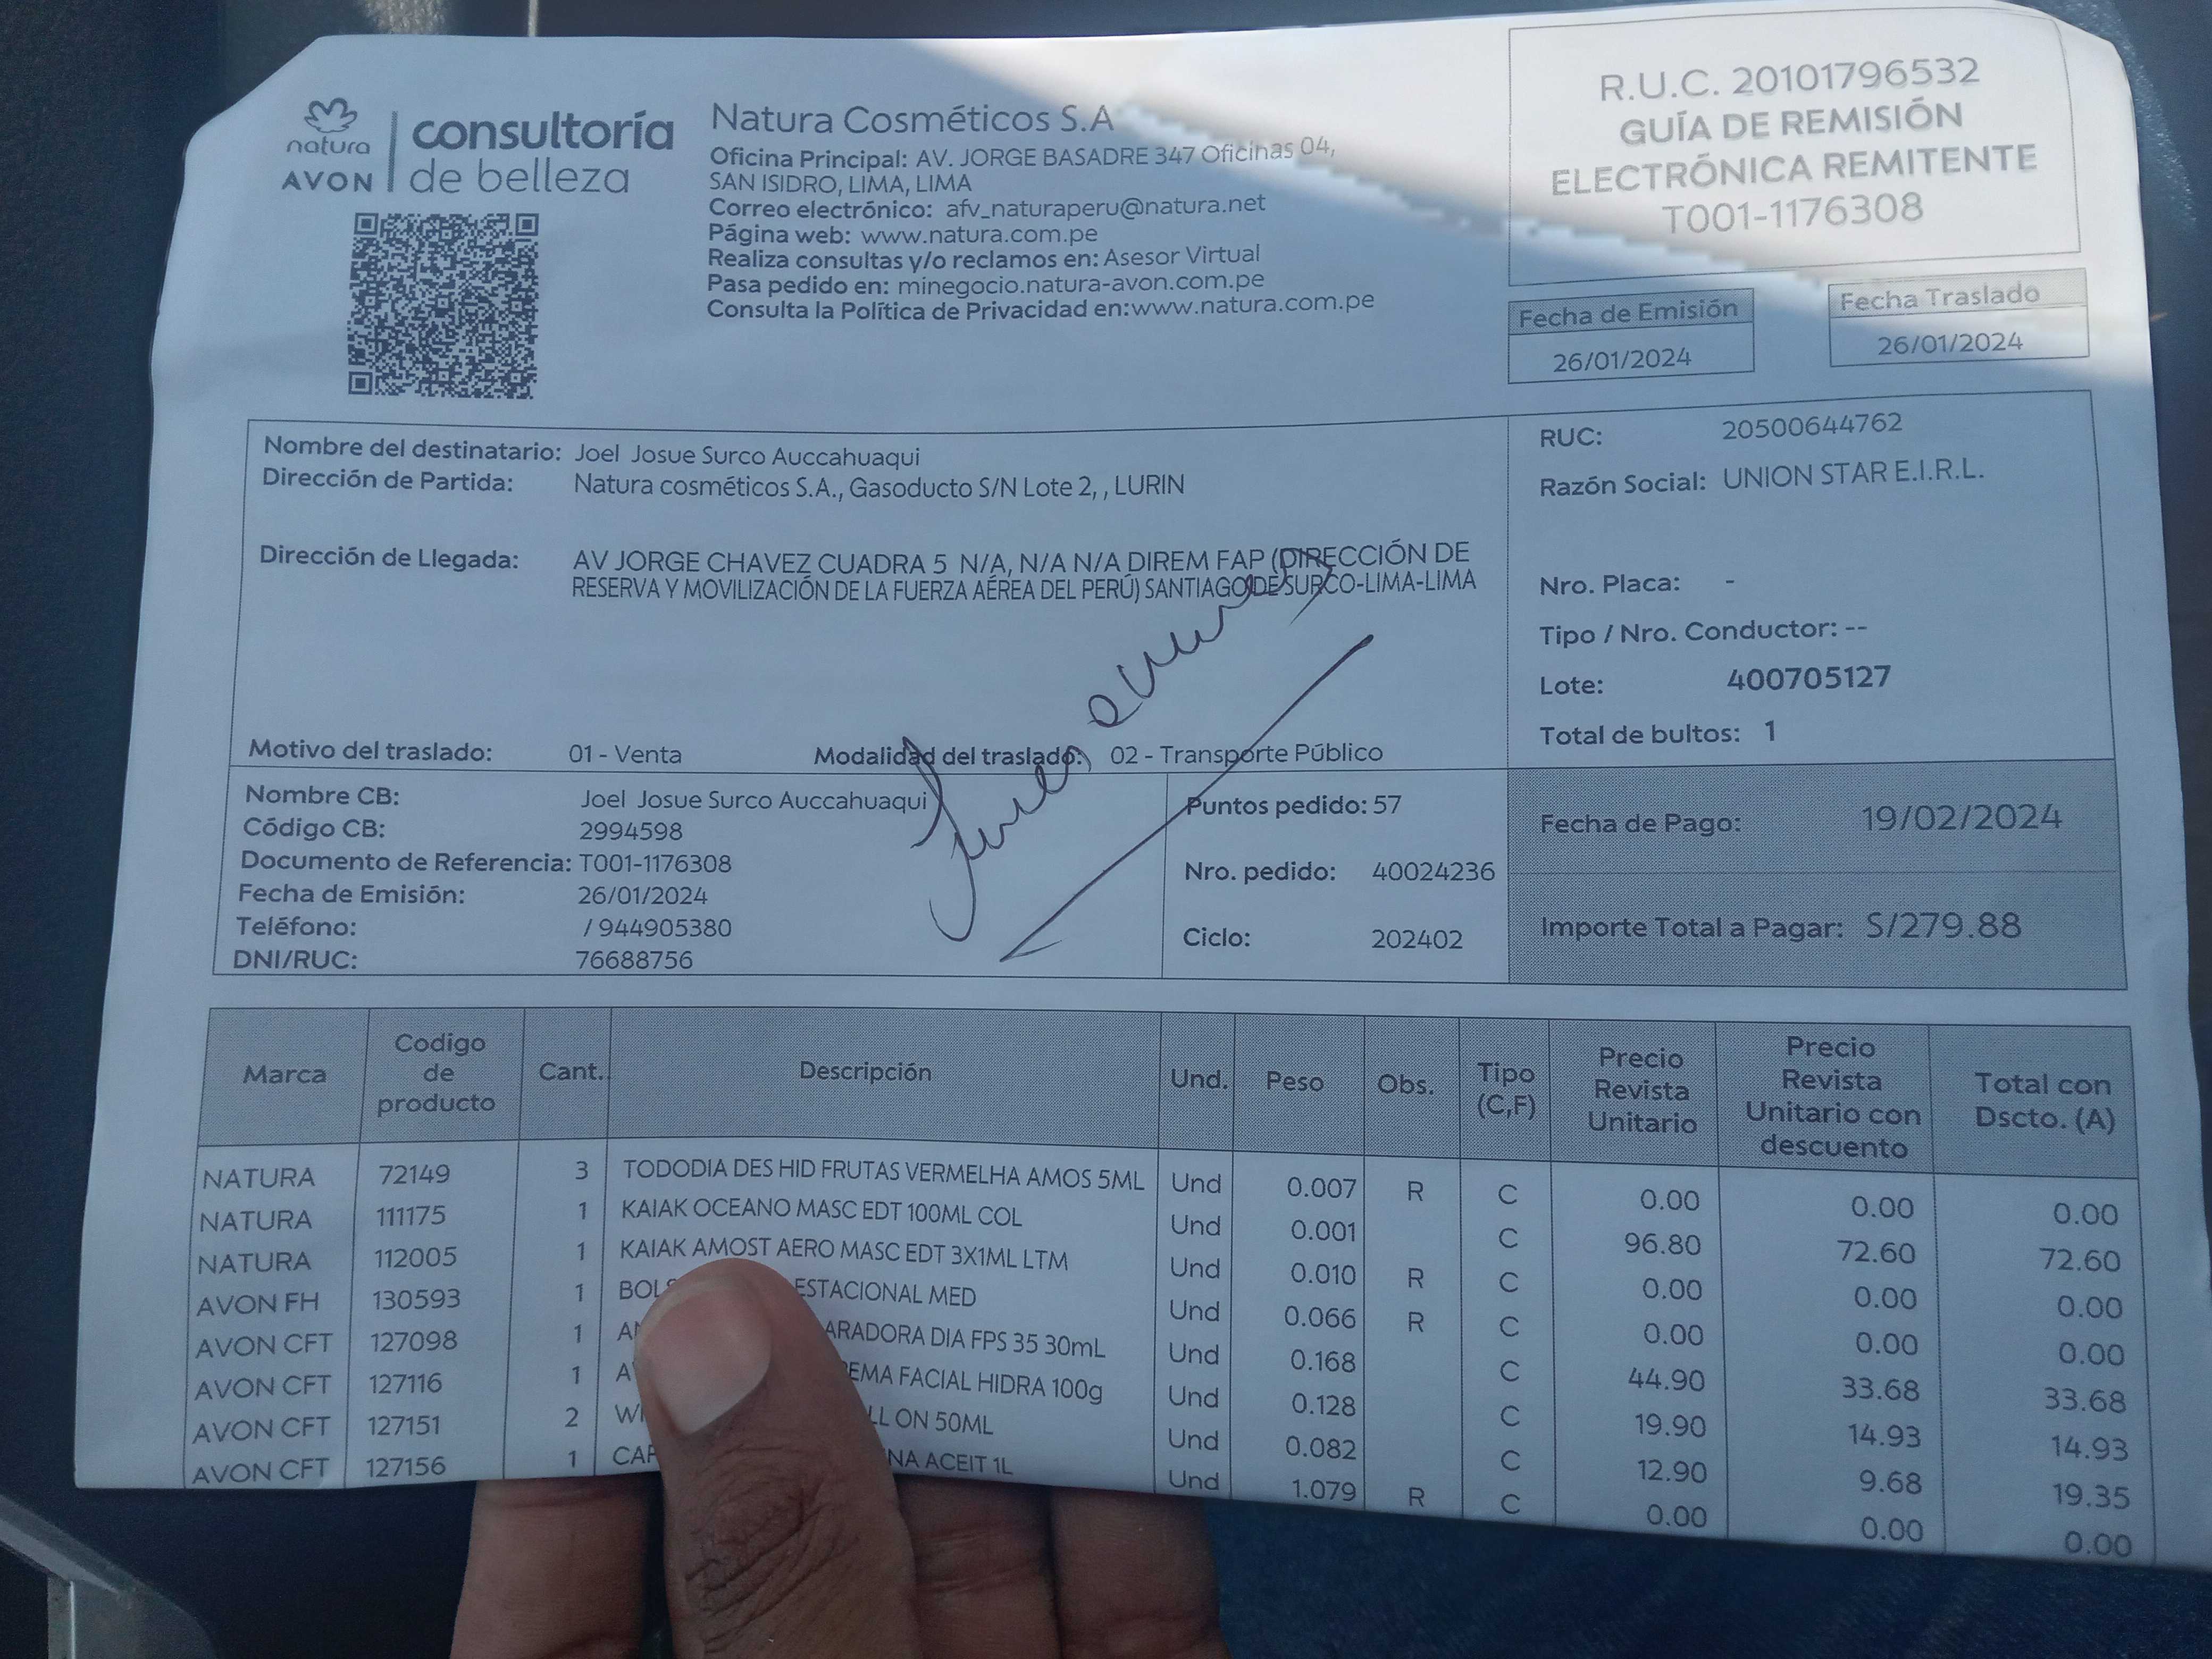 natura
AVON
consultoría
de belleza
Natura Cosméticos S.A
Oficina Principal: AV. JORGE BASADRE 347 Oficinas 04,
SAN ISIDRO, LIMA, LIMA
Correo electrónico: afv_naturaperu@natura.net
Página web: www.natura.com.pe
Realiza consultas y/o reclamos en: Asesor Virtual
Pasa pedido en: minegocio.natura-avon.com.pe
Consulta la Política de Privacidad en:www.natura.com.pe
R.U.C. 20101796532
GUÍA DE REMISIÓN
ELECTRÓNICA REMITENTE
T001-1176308
Fecha de Emisión
26/01/2024
Fecha Traslado
26/01/2024
Nombre del destinatario: Joel Josue Surco Auccahuaqui
Dirección de Partida: Natura cosméticos S.A., Gasoducto S/N Lote 2, , LURIN
Dirección de Llegada: AV JORGE CHAVEZ CUADRA 5 N/A, N/A N/A DIREM FAP (DIRECCIÓN DE
RESERVA Y MOVILIZACIÓN DE LA FUERZA AÉREA DEL PERÚ) SANTIAGO DE SURCO-LIMA-LIMA
Motivo del traslado: 01 - Venta Modalidad del traslado: 02 - Transporte Público
RUC: 20500644762
Razón Social: UNION STAR E.I.R.L.
Nro. Placa: -
Tipo / Nro. Conductor: --
Lote: 400705127
Total de bultos: 1
Nombre CB: Joel Josue Surco Auccahuaqui
Código CB: 2994598
Documento de Referencia: T001-1176308
Fecha de Emisión: 26/01/2024
Teléfono: / 944905380
DNI/RUC: 76688756
Puntos pedido: 57
Nro. pedido: 40024236
Ciclo: 202402
Fecha de Pago: 19/02/2024
Importe Total a Pagar: S/279.88
Marca Codigo de producto Cant. Descripción Und. Peso Obs. Tipo (C,F) Precio Revista Unitario Precio Revista Unitario con descuento Total con Dscto. (A)
NATURA 72149 3 TODODIA DES HID FRUTAS VERMELHA AMOS 5ML Und 0.007 R C 0.00 0.00 0.00
NATURA 111175 1 KAIAK OCEANO MASC EDT 100ML COL Und 0.001 C 96.80 72.60 72.60
NATURA 112005 1 KAIAK AMOST AERO MASC EDT 3X1ML LTM Und 0.010 R C 0.00 0.00 0.00
AVON FH 130593 1 ESTACIONAL MED Und 0.066 R C 0.00 0.00 0.00
AVON CFT 127098 1 DIA FPS 35 30mL Und 0.168 C 44.90 33.68 33.68
AVON CFT 127116 1 FACIAL HIDRA 100g Und 0.128 C 19.90 14.93 14.93
AVON CFT 127151 2 ON 50ML Und 0.082 C 12.90 9.68 19.35
AVON CFT 127156 1 ACEIT 1L Und 1.079 R C 0.00 0.00 0.00